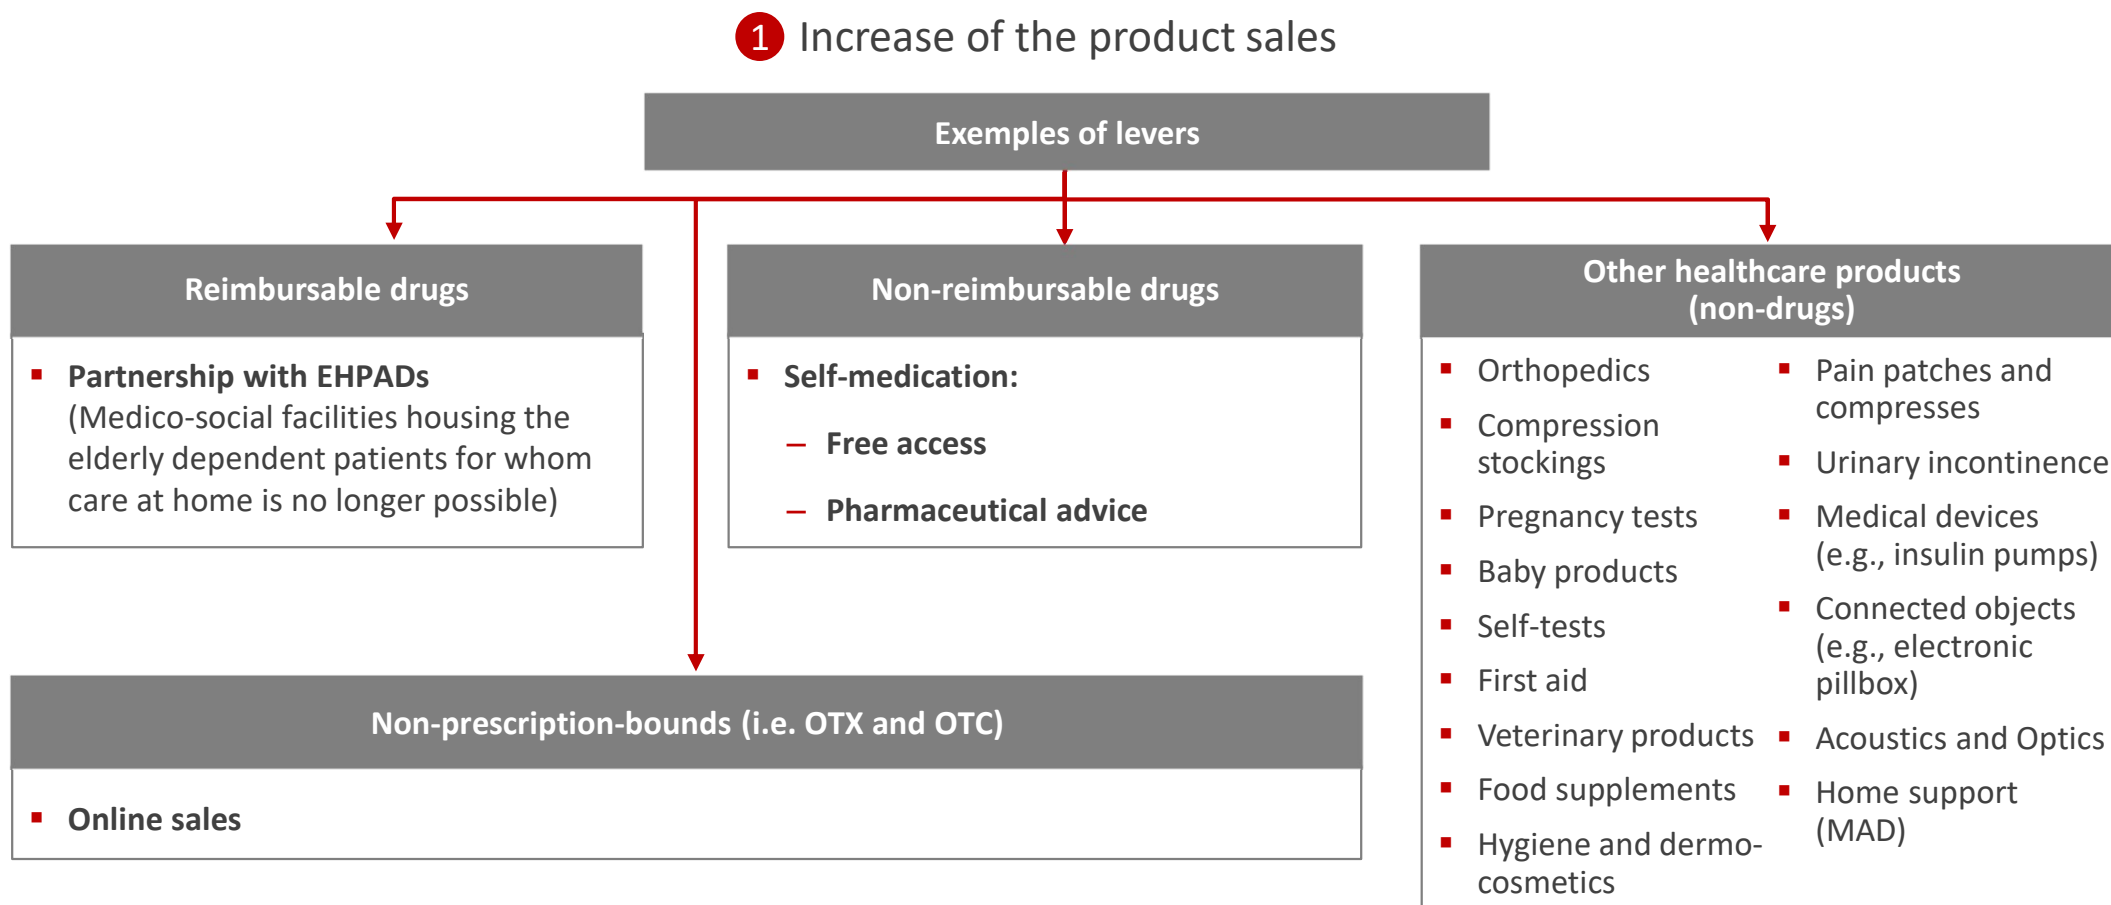 1 Increase of the product sales
Exemples of levers
Reimbursable drugs
▪ Partnership with EHPADs
(Medico-social facilities housing the
elderly dependent patients for whom
care at home is no longer possible)
Non-reimbursable drugs
▪ Self-medication:
– Free access
– Pharmaceutical advice
Non-prescription-bounds (i.e. OTX and OTC)
▪ Online sales
Other healthcare products
(non-drugs)
▪ Orthopedics
▪ Compression
stockings
▪ Pregnancy tests
▪ Baby products
▪ Self-tests
▪ First aid
▪ Veterinary products
▪ Food supplements
▪ Hygiene and dermo-
cosmetics
▪ Pain patches and
compresses
▪ Urinary incontinence
▪ Medical devices
(e.g., insulin pumps)
▪ Connected objects
(e.g., electronic
pillbox)
▪ Acoustics and Optics
▪ Home support
(MAD)